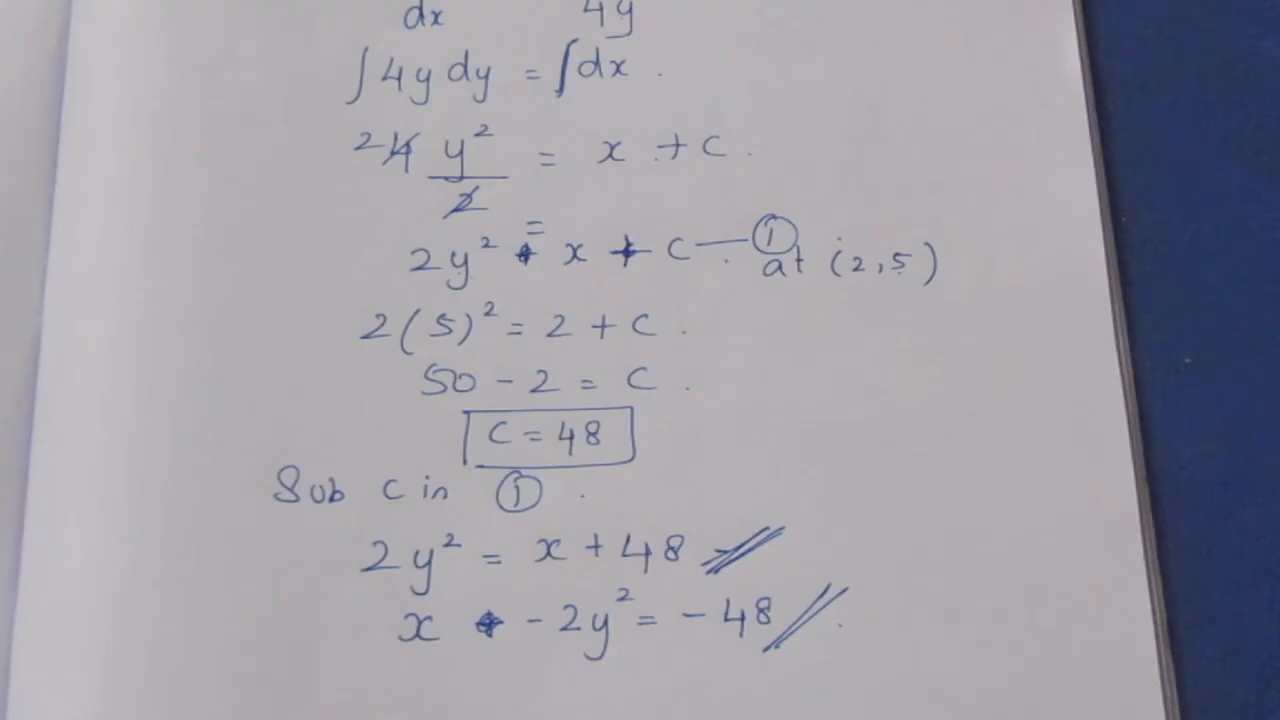 dx 4y
∫4y dy = ∫dx .
2 4 y² / 2 = x + c .
2y² = x + c — ① at (2,5)
2(5)² = 2 + c .
50 - 2 = c .
c = 48
Sub c in ① .
2y² = x + 48
x - 2y² = - 48